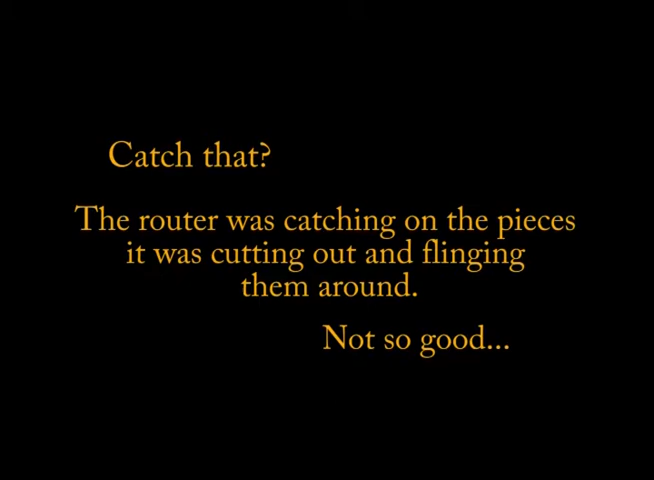 Catch that?
The router was catching on the pieces
it was cutting out and flinging
them around.
Not so good...